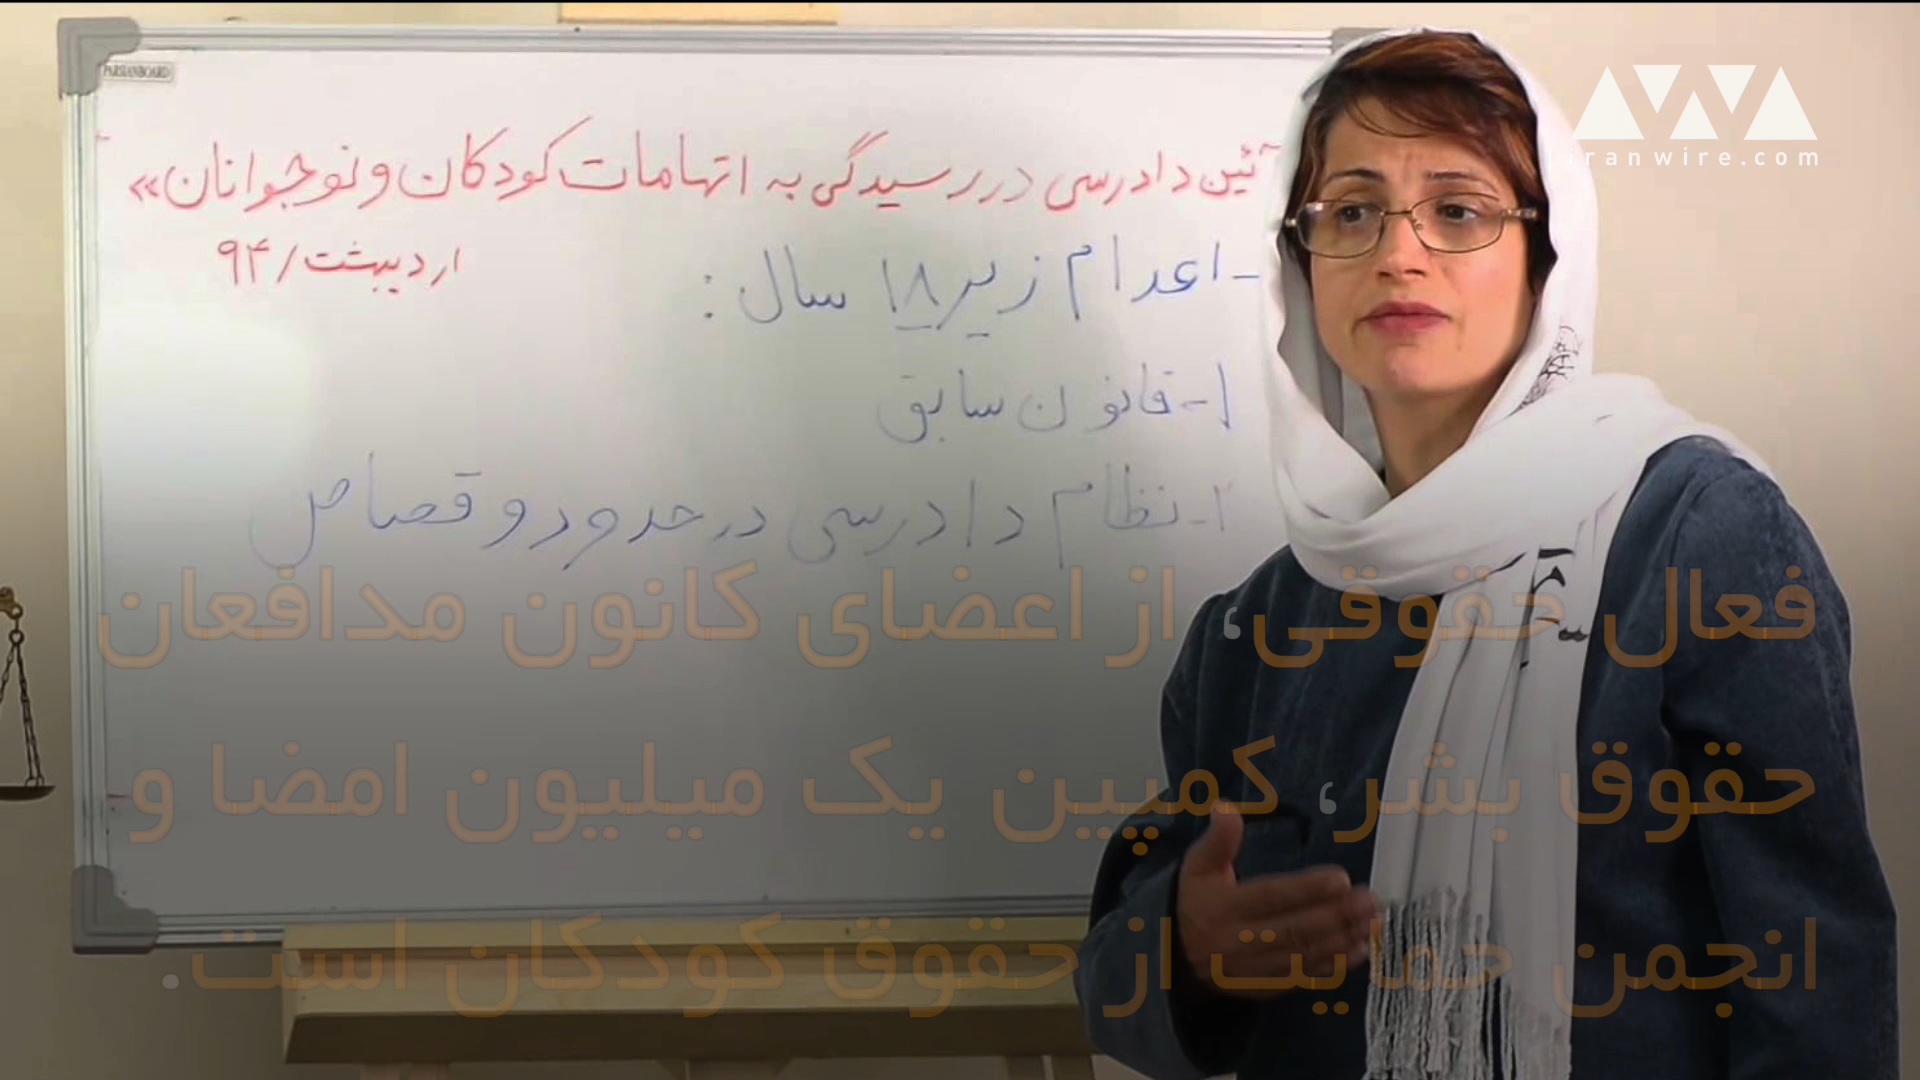 PARSIANBOARD
iranwire.com
آئین دادرسی در رسیدگی به اتهامات کودکان و نوجوانان»
اردیبهشت/۹۴
-اعدام زیر ۱۸ سال:
۱-قانون سابق
۲-نظام دادرسی در حدود و قصاص
فعال حقوقی، از اعضای کانون مدافعان
حقوق بشر، کمپین یک میلیون امضا و
انجمن حمایت از حقوق کودکان است.